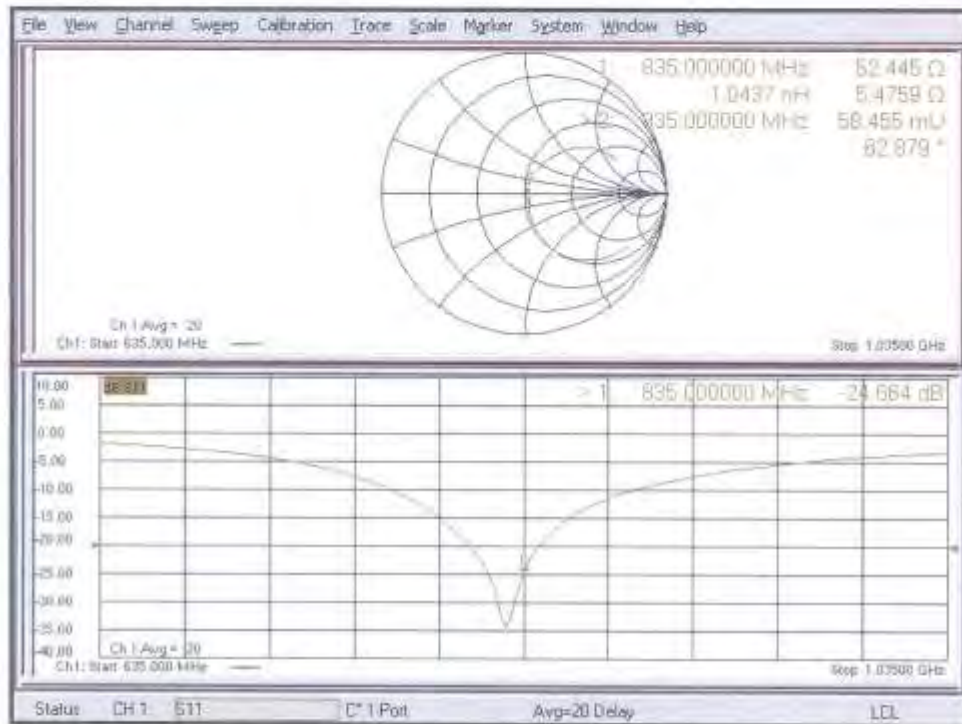 File View Channel Sweep Calibration Trace Scale Marker System Window Help
1 835.000000 MHz 52.445 Ω
1.0437 nH 5.4759 Ω
> 2 835.000000 MHz 58.455 mU
62.879 °
Ch 1 Avg = 20
Ch1: Start 635.000 MHz Stop 1.03500 GHz
10.00 dB S11 > 1 835.000000 MHz -24.664 dB
5.00
0.00
-5.00
-10.00
-15.00
-20.00
-25.00
-30.00
-35.00
-40.00 Ch 1 Avg = 20
Ch1: Start 635.000 MHz Stop 1.03500 GHz
Status CH 1: S11 C* 1 Port Avg=20 Delay LCL